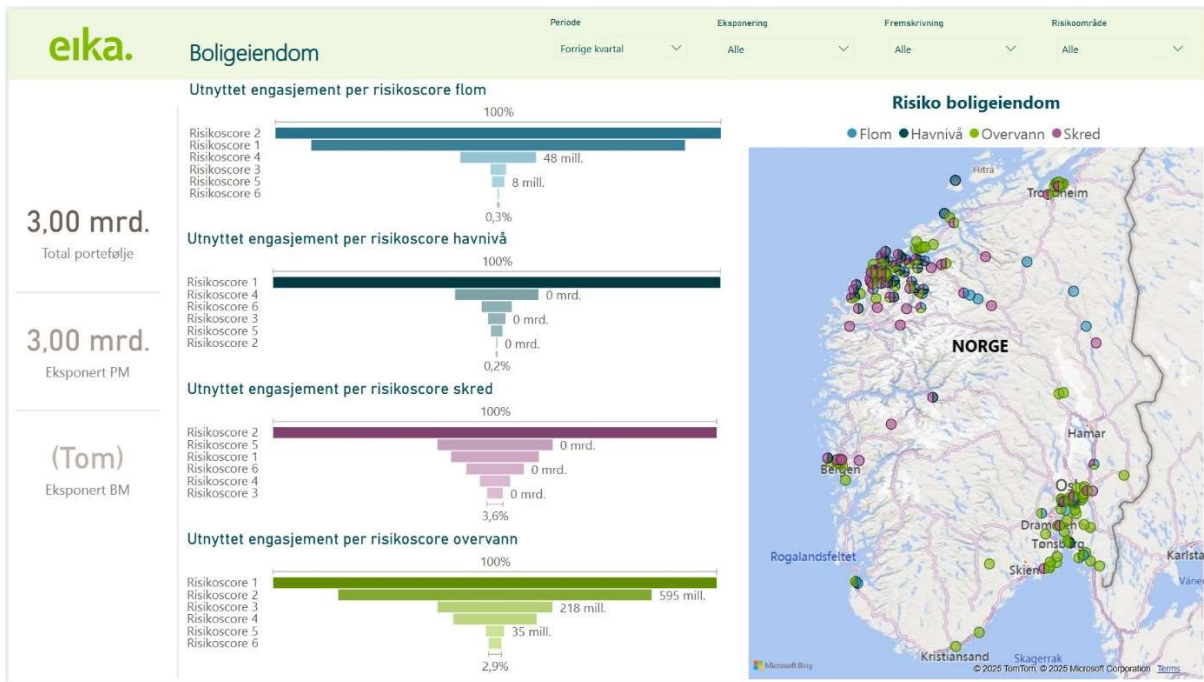 eika.
Boligeiendom
Periode
Forrige kvartal
Eksponering
Alle
Fremskrivning
Alle
Risikoområde
Alle
3,00 mrd.
Total portefølje
3,00 mrd.
Eksponert PM
(Tom)
Eksponert BM
Utnyttet engasjement per risikoscore flom
100%
Risikoscore 2
Risikoscore 1
Risikoscore 4
48 mill.
Risikoscore 3
Risikoscore 5
8 mill.
Risikoscore 6
0,3%
Utnyttet engasjement per risikoscore havnivå
100%
Risikoscore 1
Risikoscore 4
0 mrd.
Risikoscore 6
Risikoscore 3
0 mrd.
Risikoscore 5
Risikoscore 2
0 mrd.
0,2%
Utnyttet engasjement per risikoscore skred
100%
Risikoscore 2
Risikoscore 5
0 mrd.
Risikoscore 1
Risikoscore 6
0 mrd.
Risikoscore 4
Risikoscore 3
0 mrd.
3,6%
Utnyttet engasjement per risikoscore overvann
100%
Risikoscore 1
Risikoscore 2
595 mill.
Risikoscore 3
218 mill.
Risikoscore 4
Risikoscore 5
35 mill.
Risikoscore 6
2,9%
Risiko boligeiendom
Flom Havnivå Overvann Skred
Hitra
NORGE
Hamar
Bergen
Tønsberg
Rogalandsfeltet
Skien
Karlsta
Kristiansand
Skagerrak
Microsoft Bing
© 2025 TomTom, © 2025 Microsoft Corporation Terms